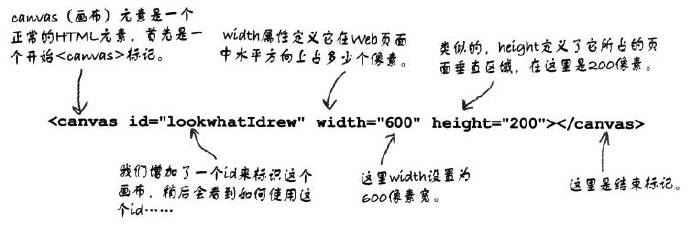 canvas（画布）元素是一个
正常的HTML元素，首先是一
个开始<canvas>标记。
width属性定义它在Web页面
中水平方向上占多少个像素。
类似的，height定义了它所占的页
面垂直区域，在这里是200像素。
<canvas id="lookwhatIdrew" width="600" height="200"></canvas>
我们增加了一个id来标识这个
画布，稍后会看到如何使用这
个id……
这里width设置为
600像素宽。
这里是结束标记。